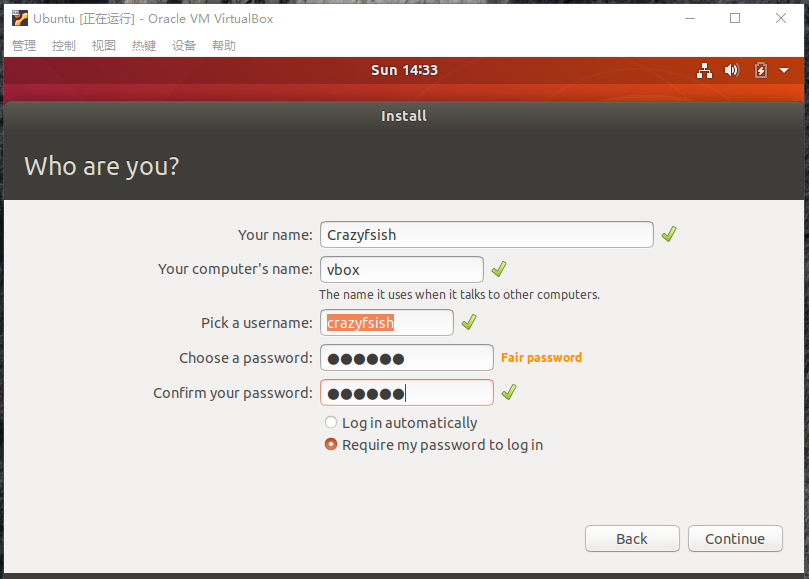 Ubuntu [正在运行] - Oracle VM VirtualBox
管理 控制 视图 热键 设备 帮助
Sun 14:33
Install
Who are you?
Your name: Crazyfsish
Your computer's name: vbox
The name it uses when it talks to other computers.
Pick a username: crazyfsish
Choose a password: ●●●●●● Fair password
Confirm your password: ●●●●●●
Log in automatically
Require my password to log in
Back Continue